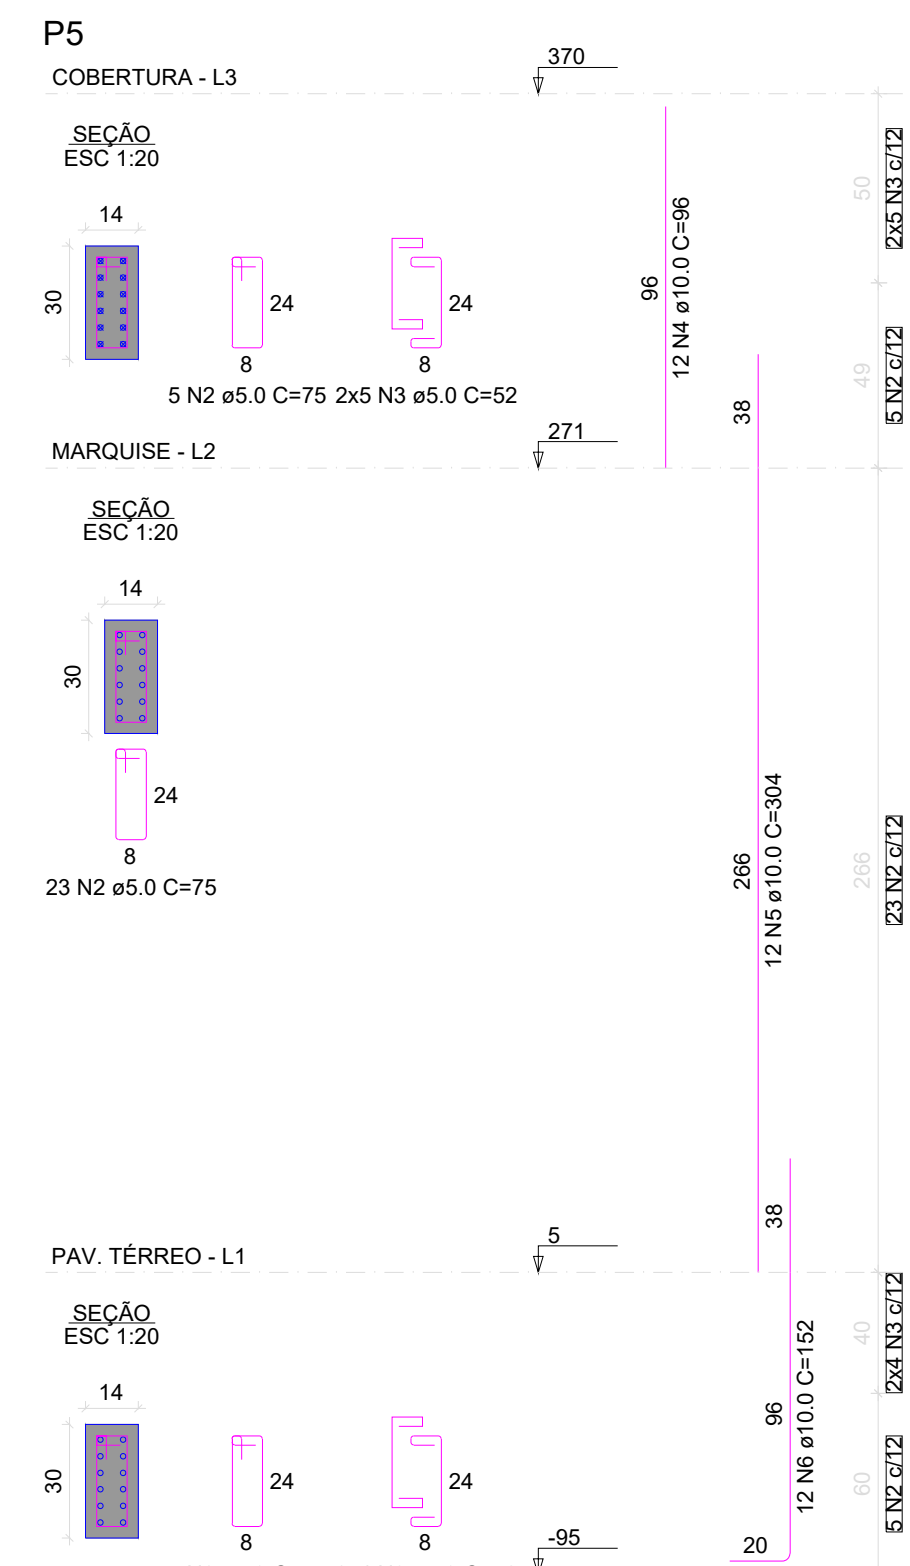 P5
COBERTURA - L3
370
SEÇÃO
ESC 1:20
14
30
24
8
24
8
5 N2 ø5.0 C=75
2x5 N3 ø5.0 C=52
96
12 N4 ø10.0 C=96
50
2x5 N3 c/12
49
5 N2 c/12
38
MARQUISE - L2
271
SEÇÃO
ESC 1:20
14
30
24
8
23 N2 ø5.0 C=75
266
12 N5 ø10.0 C=304
266
23 N2 c/12
38
PAV. TÉRREO - L1
5
SEÇÃO
ESC 1:20
14
30
24
8
24
8
96
12 N6 ø10.0 C=152
40
2x4 N3 c/12
60
5 N2 c/12
-95
20